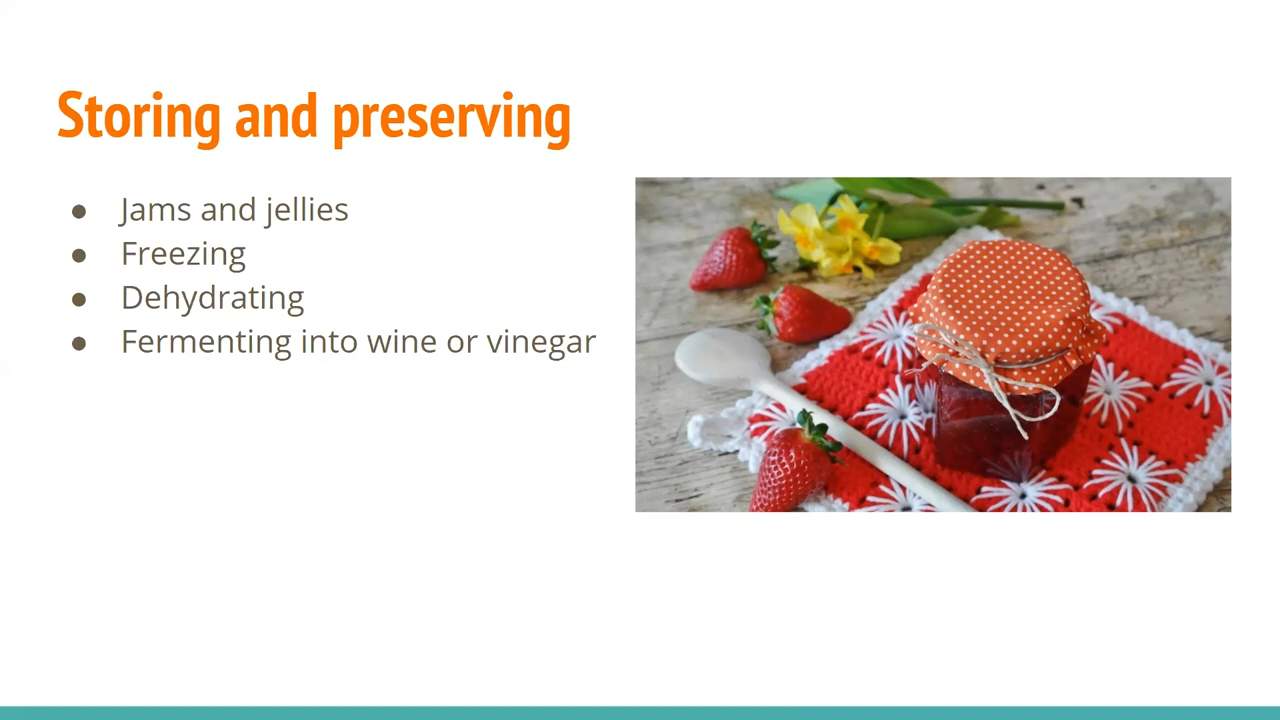 Storing and preserving
● Jams and jellies
● Freezing
● Dehydrating
● Fermenting into wine or vinegar